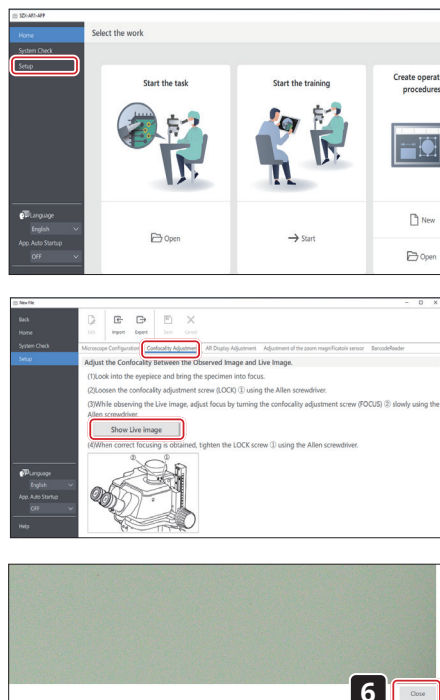 SZX-AR1-APP
Home
Select the work
System Check
Setup
Start the task
Start the training
Create operat
procedures
Language
English
App. Auto Startup
OFF
Open
Start
New
Open
New File
Back
Home
System Check
Setup
Edit Import Export Save Cancel
Microscope Configuration Confocality Adjustment AR Display Adjustment Adjustment of the zoom magnification sensor BarcodeReader
Adjust the Confocality Between the Observed Image and Live Image.
(1)Look into the eyepiece and bring the specimen into focus.
(2)Loosen the confocality adjustment screw (LOCK) ① using the Allen screwdriver.
(3)While observing the Live image, adjust focus by turning the confocality adjustment screw (FOCUS) ② slowly using the
Allen screwdriver.
Show Live image
(4)When correct focusing is obtained, tighten the LOCK screw ① using the Allen screwdriver.
② ①
Language
English
App. Auto Startup
OFF
Help
6
Close